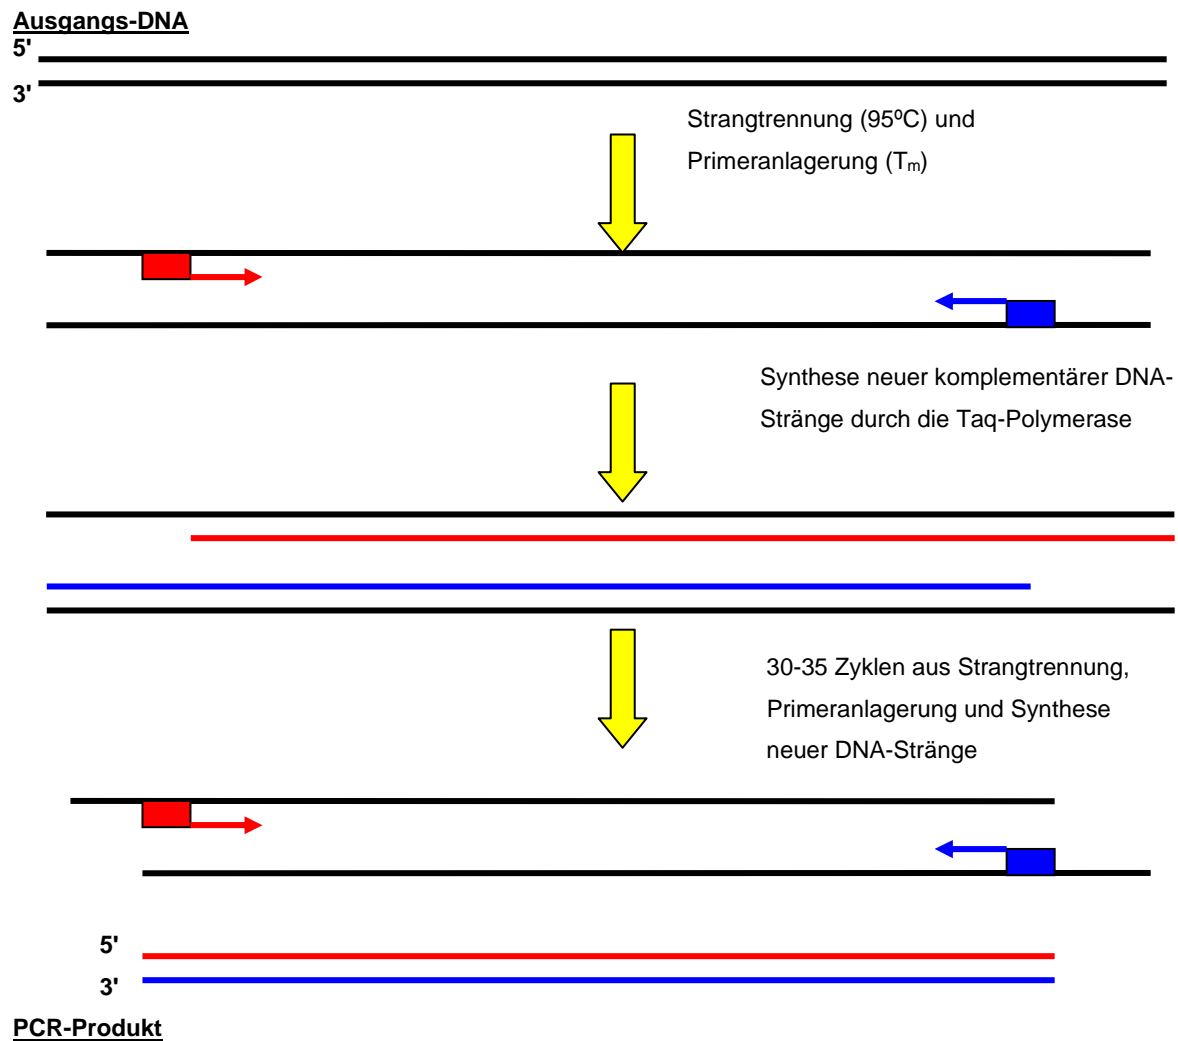 Ausgangs-DNA
5'
3'
Strangtrennung (95ºC) und
Primeranlagerung (Tm)
Synthese neuer komplementärer DNA-
Stränge durch die Taq-Polymerase
30-35 Zyklen aus Strangtrennung,
Primeranlagerung und Synthese
neuer DNA-Stränge
5'
3'
PCR-Produkt